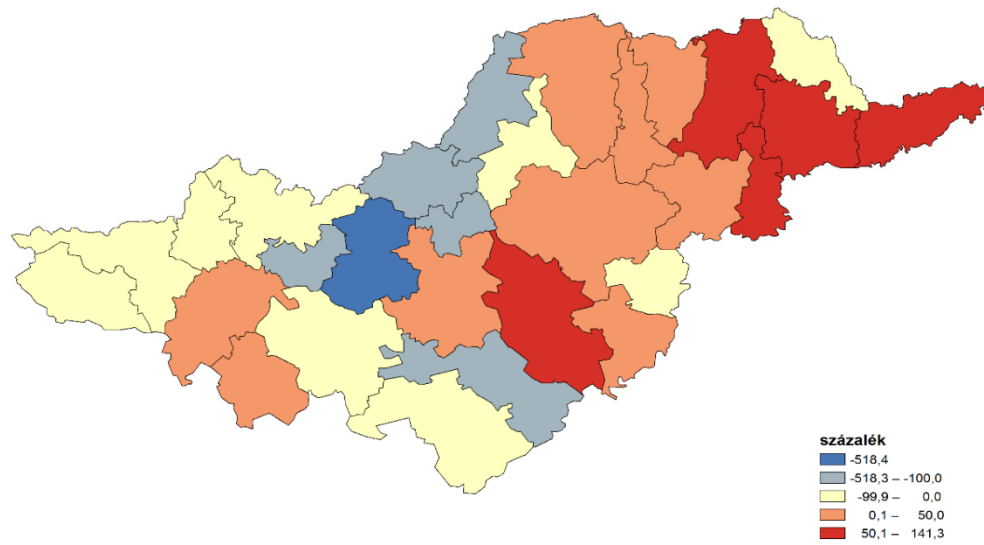 százalék
-518,4
-518,3 – -100,0
-99,9 – 0,0
0,1 – 50,0
50,1 – 141,3